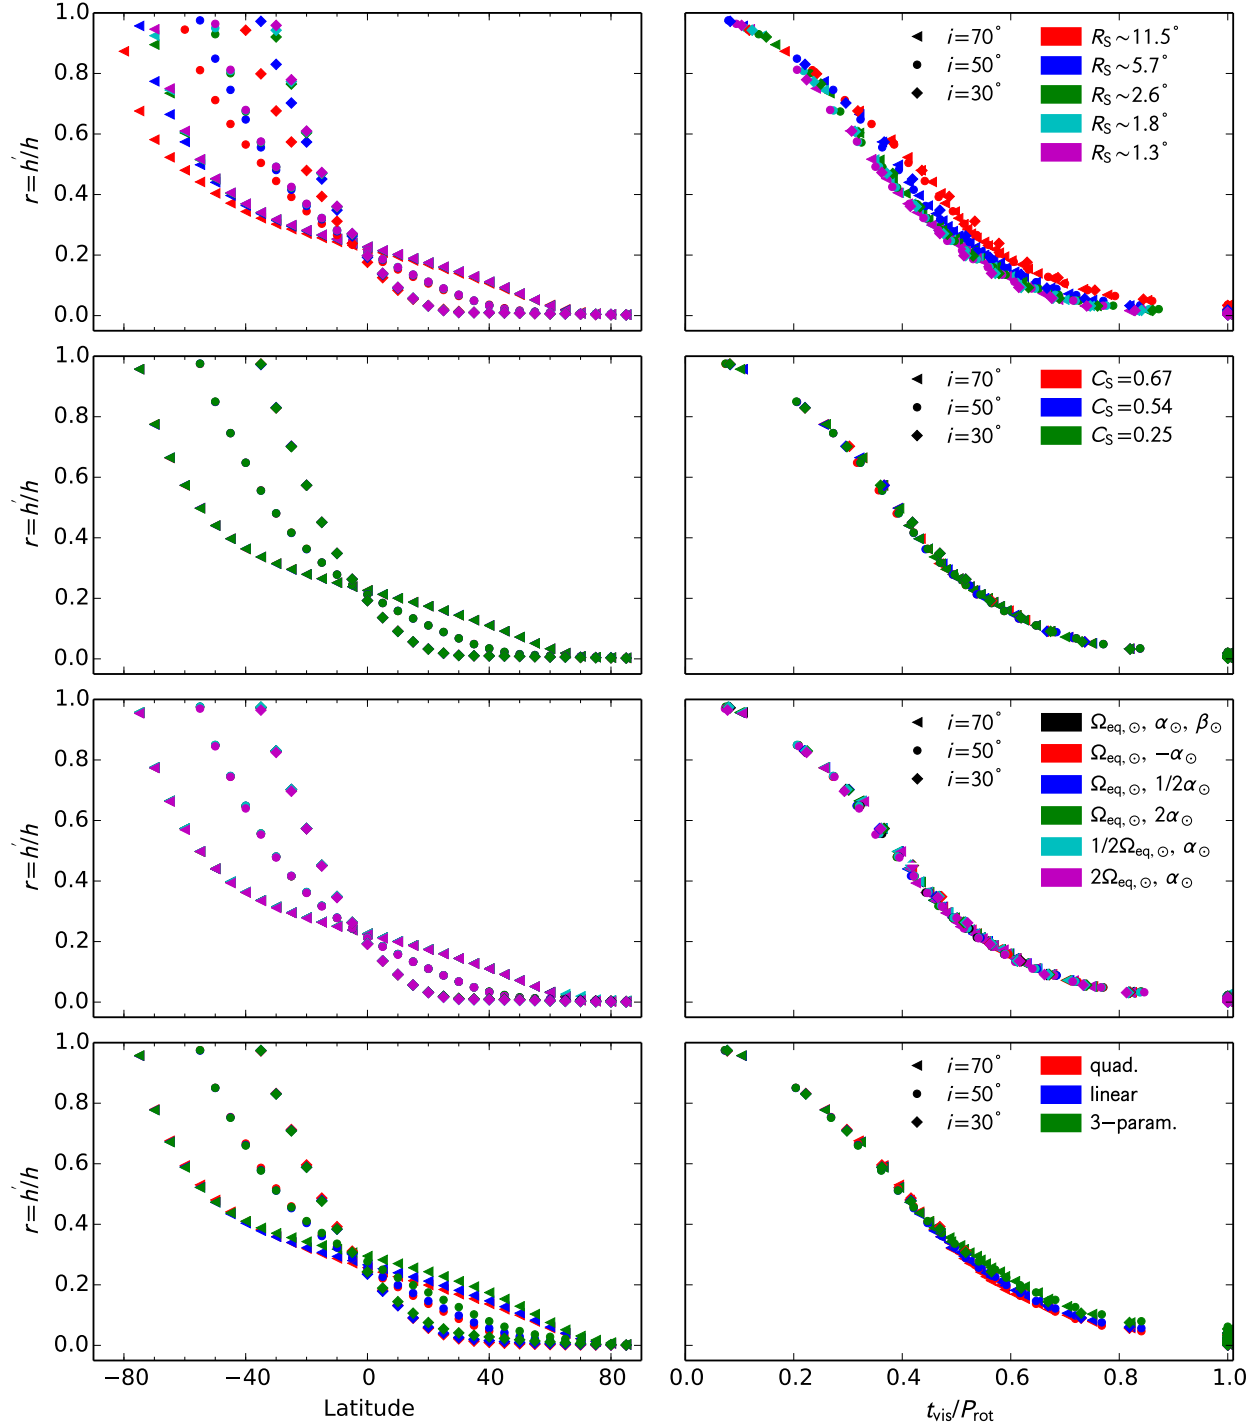 1.0
0.8
0.6
0.4
0.2
0.0
r=h′/h
i=70°
i=50°
i=30°
R_S∼11.5°
R_S∼5.7°
R_S∼2.6°
R_S∼1.8°
R_S∼1.3°
1.0
0.8
0.6
0.4
0.2
0.0
r=h′/h
i=70°
i=50°
i=30°
C_S=0.67
C_S=0.54
C_S=0.25
1.0
0.8
0.6
0.4
0.2
0.0
r=h′/h
i=70°
i=50°
i=30°
Ω_eq,⊙, α_⊙, β_⊙
Ω_eq,⊙, -α_⊙
Ω_eq,⊙, 1/2α_⊙
Ω_eq,⊙, 2α_⊙
1/2Ω_eq,⊙, α_⊙
2Ω_eq,⊙, α_⊙
1.0
0.8
0.6
0.4
0.2
0.0
r=h′/h
i=70°
i=50°
i=30°
quad.
linear
3−param.
−80 −40 0 40 80
Latitude
0.0 0.2 0.4 0.6 0.8 1.0
t_vis/P_rot